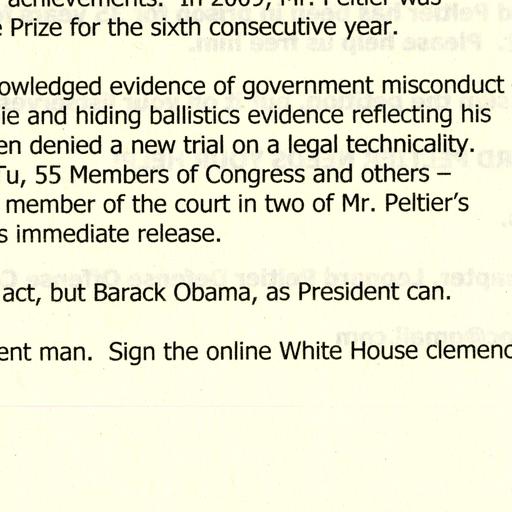 achievements. In 2009, Mr. Peltier was
Prize for the sixth consecutive year.
owledged evidence of government misconduct
ie and hiding ballistics evidence reflecting his
en denied a new trial on a legal technicality.
Tu, 55 Members of Congress and others –
member of the court in two of Mr. Peltier's
s immediate release.
act, but Barack Obama, as President can.
ent man. Sign the online White House clemenc